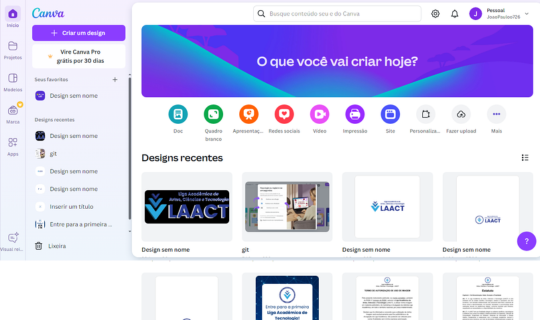 Início
Projetos
Modelos
Marca
Apps
Canva
+ Criar um design
Vire Canva Pro
grátis por 30 dias
Seus favoritos
Design sem nome
Designs recentes
Design sem nome
git
Design sem nome
Design sem nome
Inserir um título
Entre para a primeira ...
Lixeira
Busque conteúdo seu o do Canva
Pessoal
O que você vai criar hoje?
Doc
Quadro
branco
Apresentaç...
Redes sociais
Vídeo
Impressão
Site
Personaliza...
Fazer upload
Mais
Designs recentes
Liga Acadêmica de
Artes, Ciências e Tecnologia
LAACT
Design sem nome
git
LAACT
Design sem nome
LAACT
Design sem nome
?
Entre para a primeira
Liga Acadêmica de
Artes, Ciências e
Tecnologia!